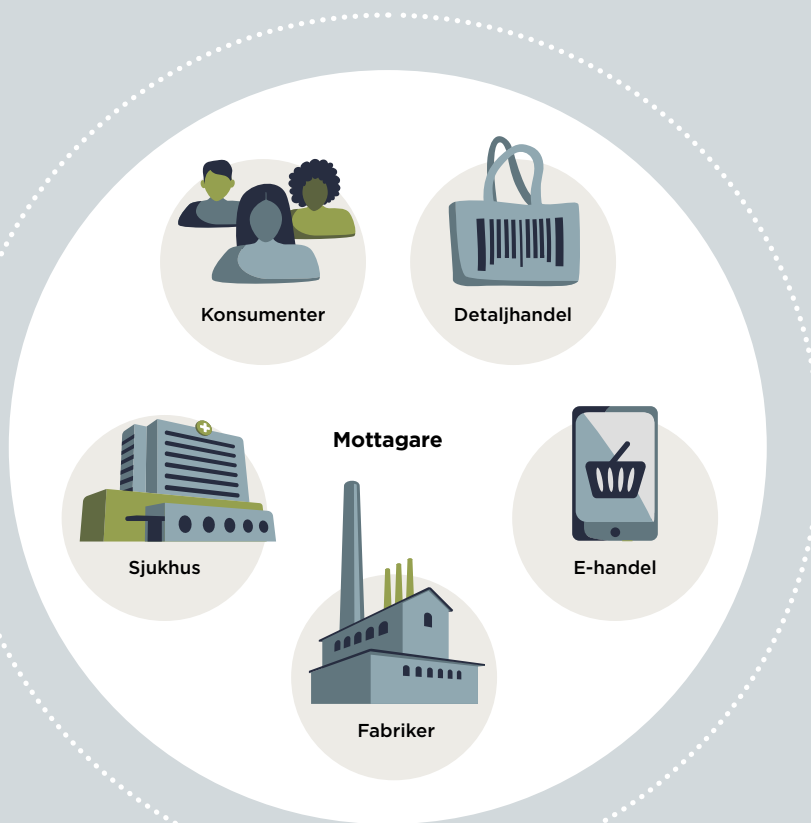 Konsumenter
Detaljhandel
Mottagare
Sjukhus
E-handel
Fabriker